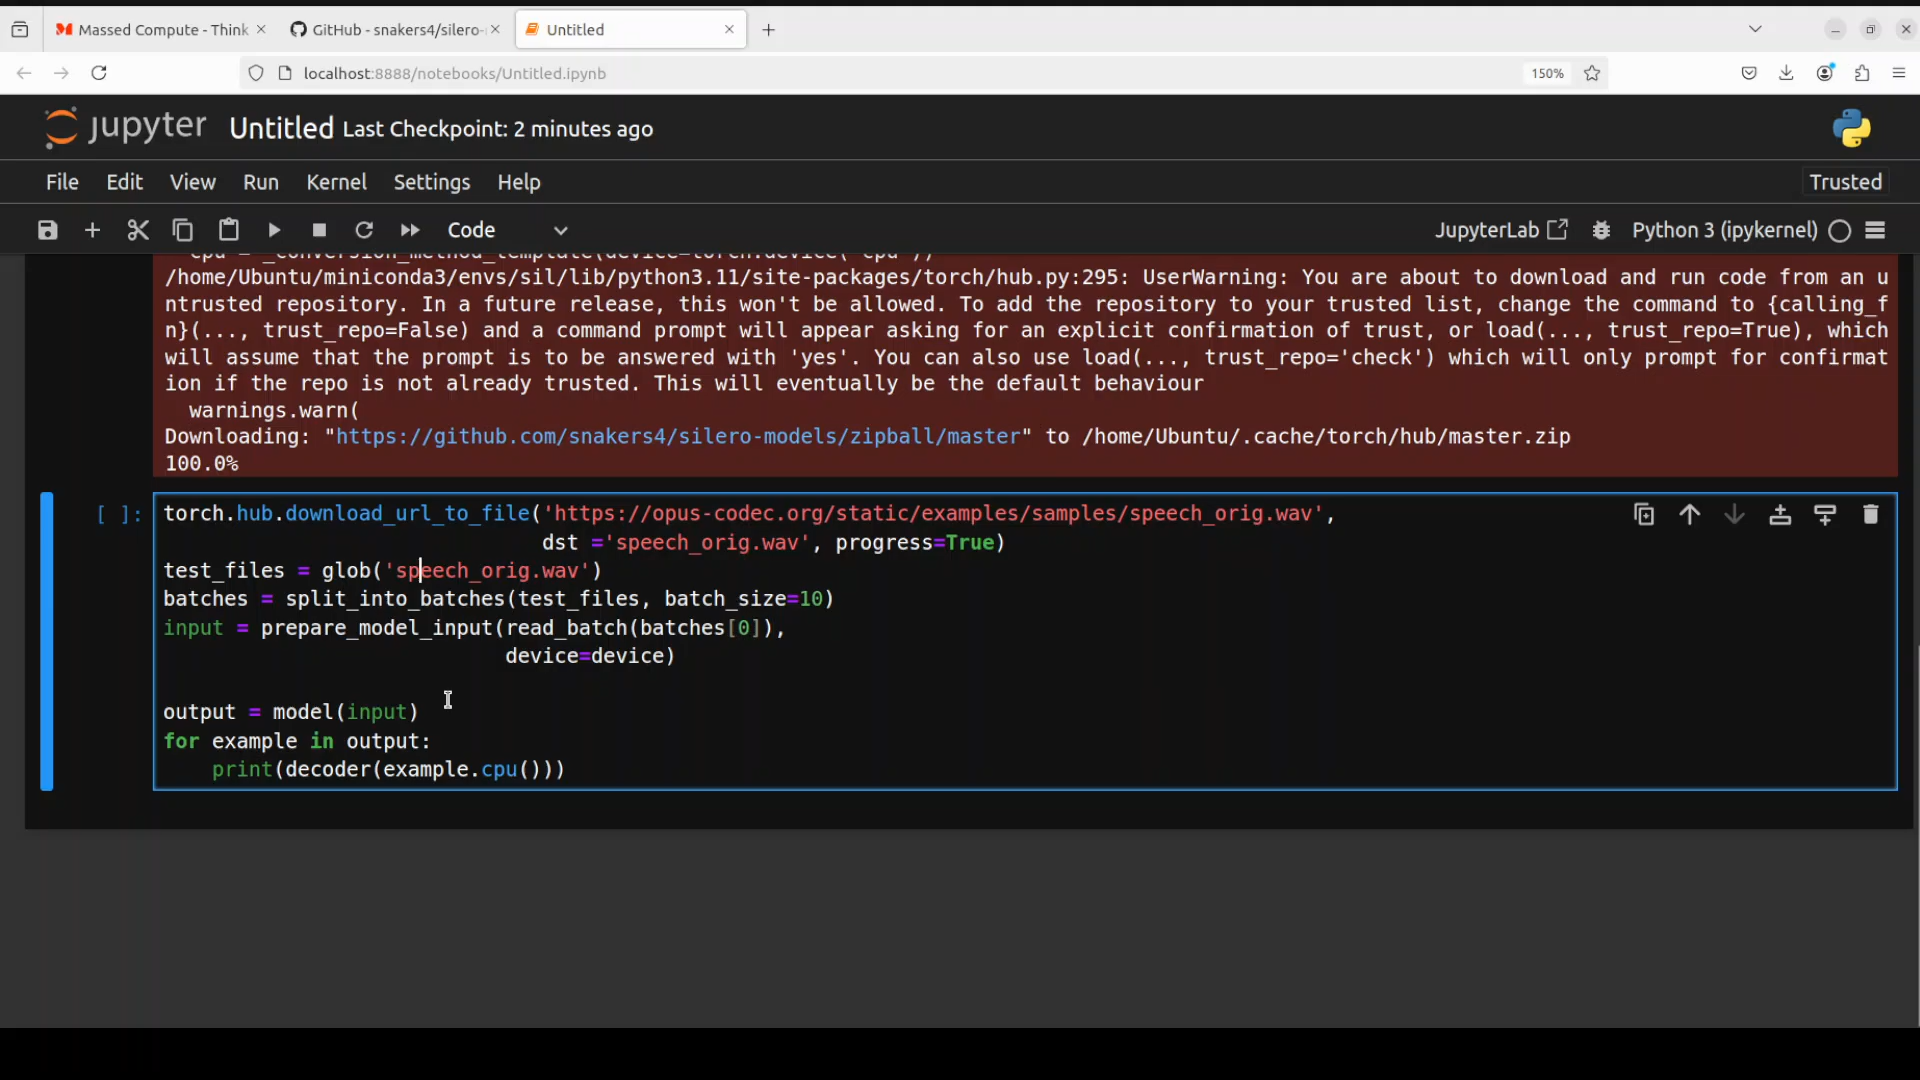 Massed Compute - Think
GitHub - snakers4/silero-
Untitled
localhost:8888/notebooks/Untitled.ipynb
150%
jupyter Untitled Last Checkpoint: 2 minutes ago
File Edit View Run Kernel Settings Help
Trusted
Code
JupyterLab
Python 3 (ipykernel)
cpu = _conversion_method_template(device=torch.device("cpu"))
/home/Ubuntu/miniconda3/envs/sil/lib/python3.11/site-packages/torch/hub.py:295: UserWarning: You are about to download and run code from an u
ntrusted repository. In a future release, this won't be allowed. To add the repository to your trusted list, change the command to {calling_f
n}(..., trust_repo=False) and a command prompt will appear asking for an explicit confirmation of trust, or load(..., trust_repo=True), which
will assume that the prompt is to be answered with 'yes'. You can also use load(..., trust_repo='check') which will only prompt for confirmat
ion if the repo is not already trusted. This will eventually be the default behaviour
warnings.warn(
Downloading: "https://github.com/snakers4/silero-models/zipball/master" to /home/Ubuntu/.cache/torch/hub/master.zip
100.0%
[ ]: torch.hub.download_url_to_file('https://opus-codec.org/static/examples/samples/speech_orig.wav',
dst ='speech_orig.wav', progress=True)
test_files = glob('speech_orig.wav')
batches = split_into_batches(test_files, batch_size=10)
input = prepare_model_input(read_batch(batches[0]),
device=device)
output = model(input)
for example in output:
print(decoder(example.cpu()))